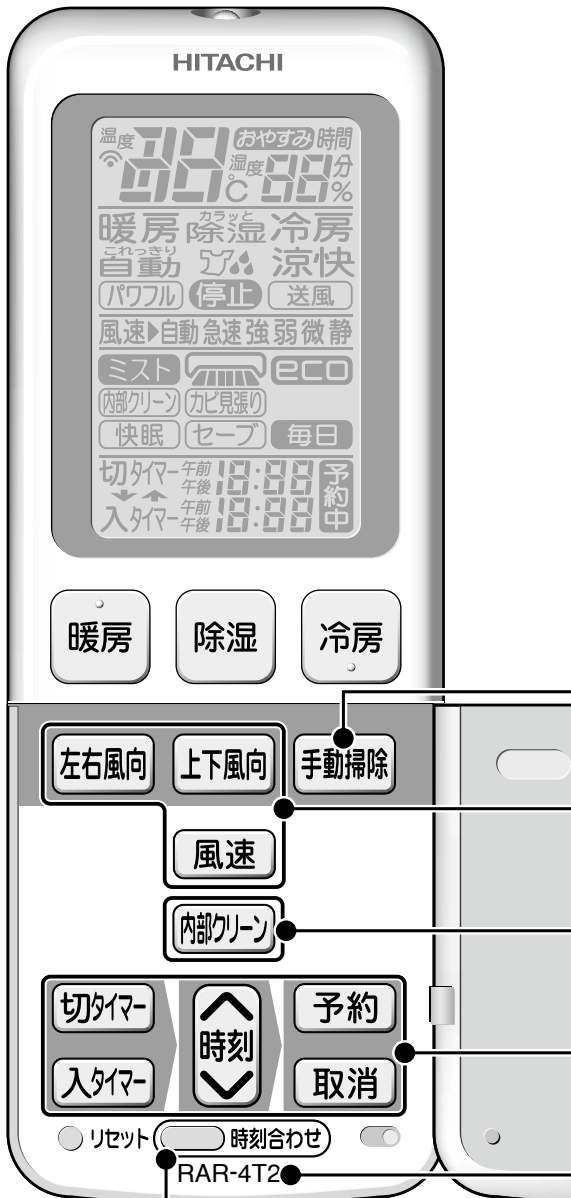 HITACHI
温度 88 おやすみ 時間
℃ 湿度 88 分 %
カラッと
暖房 除湿 冷房
これっきり
自動 涼快
パワフル 停止 送風
風速▶自動 急速 強 弱 微 静
ミスト eco
内部クリーン カビ見張り
快眠 セーブ 毎日
切タイマー 午前 午後 18:88 予約中
入タイマー 午前 午後 18:88
暖房 除湿 冷房
左右風向 上下風向 手動掃除
風速
内部クリーン
切タイマー 時刻 予約
入タイマー 取消
リセット 時刻合わせ
RAR-4T2